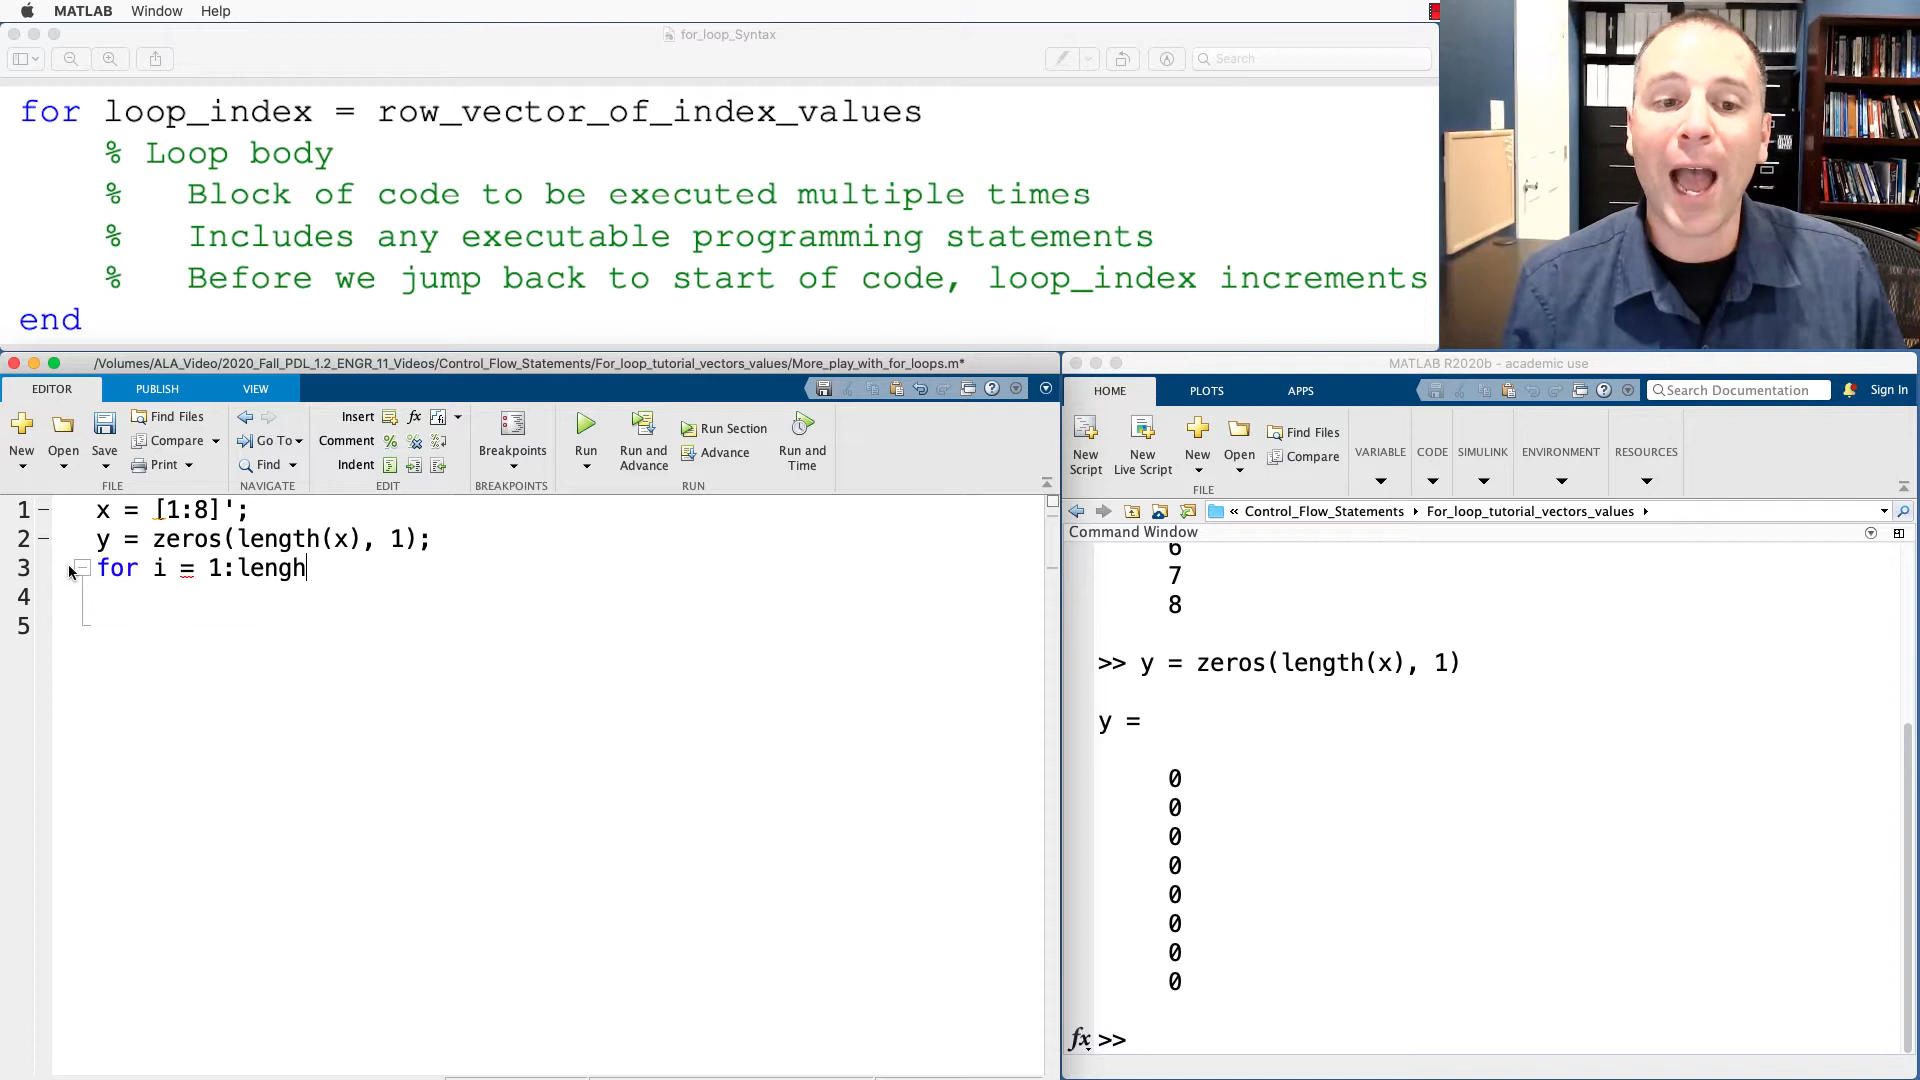 MATLAB Window Help
for_loop_Syntax
Search
for loop_index = row_vector_of_index_values
% Loop body
% Block of code to be executed multiple times
% Includes any executable programming statements
% Before we jump back to start of code, loop_index increments
end
/Volumes/ALA_Video/2020_Fall_PDL_1.2_ENGR_11_Videos/Control_Flow_Statements/For_loop_tutorial_vectors_values/More_play_with_for_loops.m*
EDITOR PUBLISH VIEW
New Open Save Find Files Compare Print
FILE
Go To Find
NAVIGATE
Insert fx
Comment %
Indent
EDIT
Breakpoints
BREAKPOINTS
Run Run and Advance Run Section Advance Run and Time
RUN
1 x = [1:8]';
2 y = zeros(length(x), 1);
3 for i = 1:lengh
4
5
MATLAB R2020b - academic use
HOME PLOTS APPS
Search Documentation Sign In
New Script New Live Script New Open Find Files Compare
FILE
VARIABLE CODE SIMULINK ENVIRONMENT RESOURCES
« Control_Flow_Statements For_loop_tutorial_vectors_values
Command Window
6
7
8
>> y = zeros(length(x), 1)
y =
0
0
0
0
0
0
0
0
fx >>